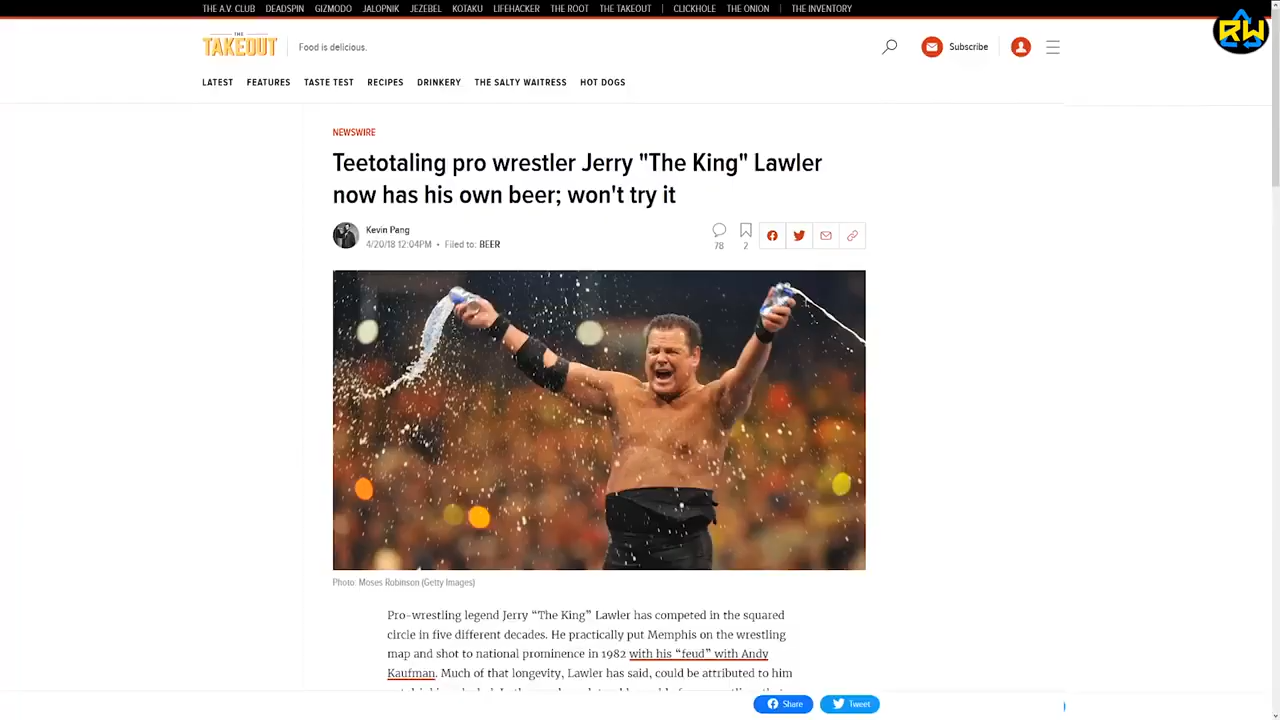 THE A.V. CLUB DEADSPIN GIZMODO JALOPNIK JEZEBEL KOTAKU LIFEHACKER THE ROOT THE TAKEOUT CLICKHOLE THE ONION THE INVENTORY
RW
THE
TAKEOUT
Food is delicious.
Subscribe
LATEST FEATURES TASTE TEST RECIPES DRINKERY THE SALTY WAITRESS HOT DOGS
NEWSWIRE
Teetotaling pro wrestler Jerry "The King" Lawler
now has his own beer; won't try it
Kevin Pang
4/20/18 12:04PM • Filed to: BEER
78 2
Photo: Moses Robinson (Getty Images)
Pro-wrestling legend Jerry “The King” Lawler has competed in the squared
circle in five different decades. He practically put Memphis on the wrestling
map and shot to national prominence in 1982 with his “feud” with Andy
Kaufman. Much of that longevity, Lawler has said, could be attributed to him
Share Tweet